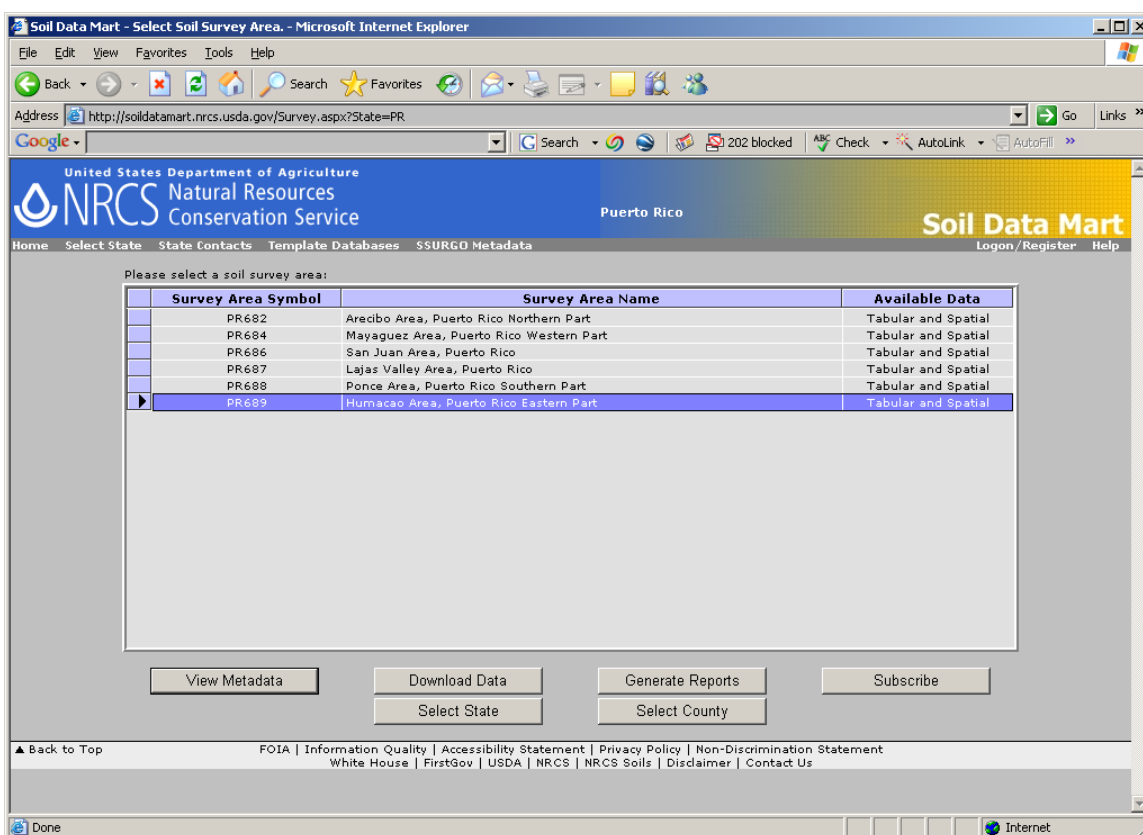 Soil Data Mart - Select Soil Survey Area. - Microsoft Internet Explorer
File Edit View Favorites Tools Help
Back Search Favorites
Address http://soildatamart.nrcs.usda.gov/Survey.aspx?State=PR Go Links »
Google Search 202 blocked ABC Check AutoLink AutoFill »
United States Department of Agriculture
NRCS Natural Resources
Conservation Service
Puerto Rico
Soil Data Mart
Home Select State State Contacts Template Databases SSURGO Metadata Logon/Register Help
Please select a soil survey area:
Survey Area Symbol Survey Area Name Available Data
PR682 Arecibo Area, Puerto Rico Northern Part Tabular and Spatial
PR684 Mayaguez Area, Puerto Rico Western Part Tabular and Spatial
PR686 San Juan Area, Puerto Rico Tabular and Spatial
PR687 Lajas Valley Area, Puerto Rico Tabular and Spatial
PR688 Ponce Area, Puerto Rico Southern Part Tabular and Spatial
PR689 Humacao Area, Puerto Rico Eastern Part Tabular and Spatial
View Metadata Download Data Generate Reports Subscribe
Select State Select County
▲ Back to Top FOIA | Information Quality | Accessibility Statement | Privacy Policy | Non-Discrimination Statement
White House | FirstGov | USDA | NRCS | NRCS Soils | Disclaimer | Contact Us
Done Internet